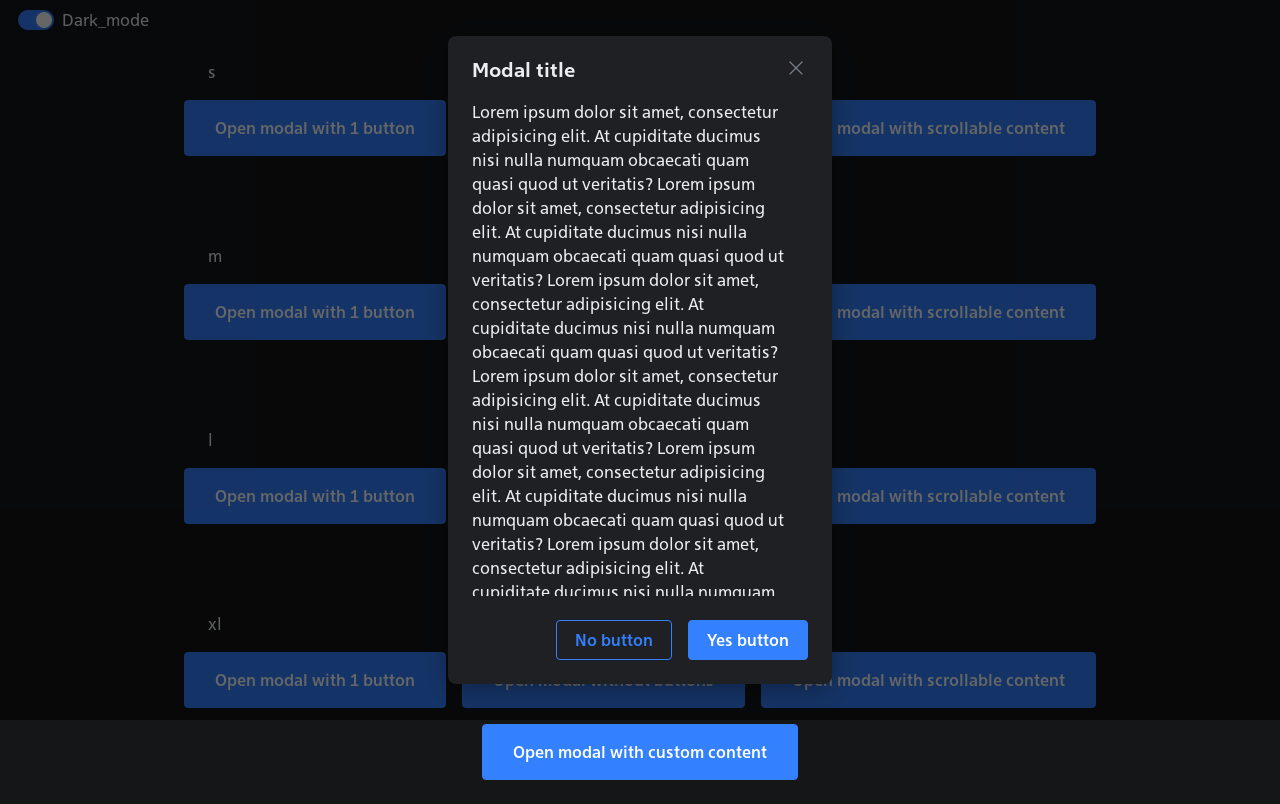 Dark_mode
s
Open modal with 1 button
modal with scrollable content
m
Open modal with 1 button
modal with scrollable content
l
Open modal with 1 button
modal with scrollable content
xl
Open modal with 1 button
Open modal without buttons
Open modal with scrollable content
Open modal with custom content
Modal title
Lorem ipsum dolor sit amet, consectetur
adipisicing elit. At cupiditate ducimus
nisi nulla numquam obcaecati quam
quasi quod ut veritatis? Lorem ipsum
dolor sit amet, consectetur adipisicing
elit. At cupiditate ducimus nisi nulla
numquam obcaecati quam quasi quod ut
veritatis? Lorem ipsum dolor sit amet,
consectetur adipisicing elit. At
cupiditate ducimus nisi nulla numquam
obcaecati quam quasi quod ut veritatis?
Lorem ipsum dolor sit amet, consectetur
adipisicing elit. At cupiditate ducimus
nisi nulla numquam obcaecati quam
quasi quod ut veritatis? Lorem ipsum
dolor sit amet, consectetur adipisicing
elit. At cupiditate ducimus nisi nulla
numquam obcaecati quam quasi quod ut
veritatis? Lorem ipsum dolor sit amet,
consectetur adipisicing elit. At
cupiditate ducimus nisi nulla numquam
No button
Yes button